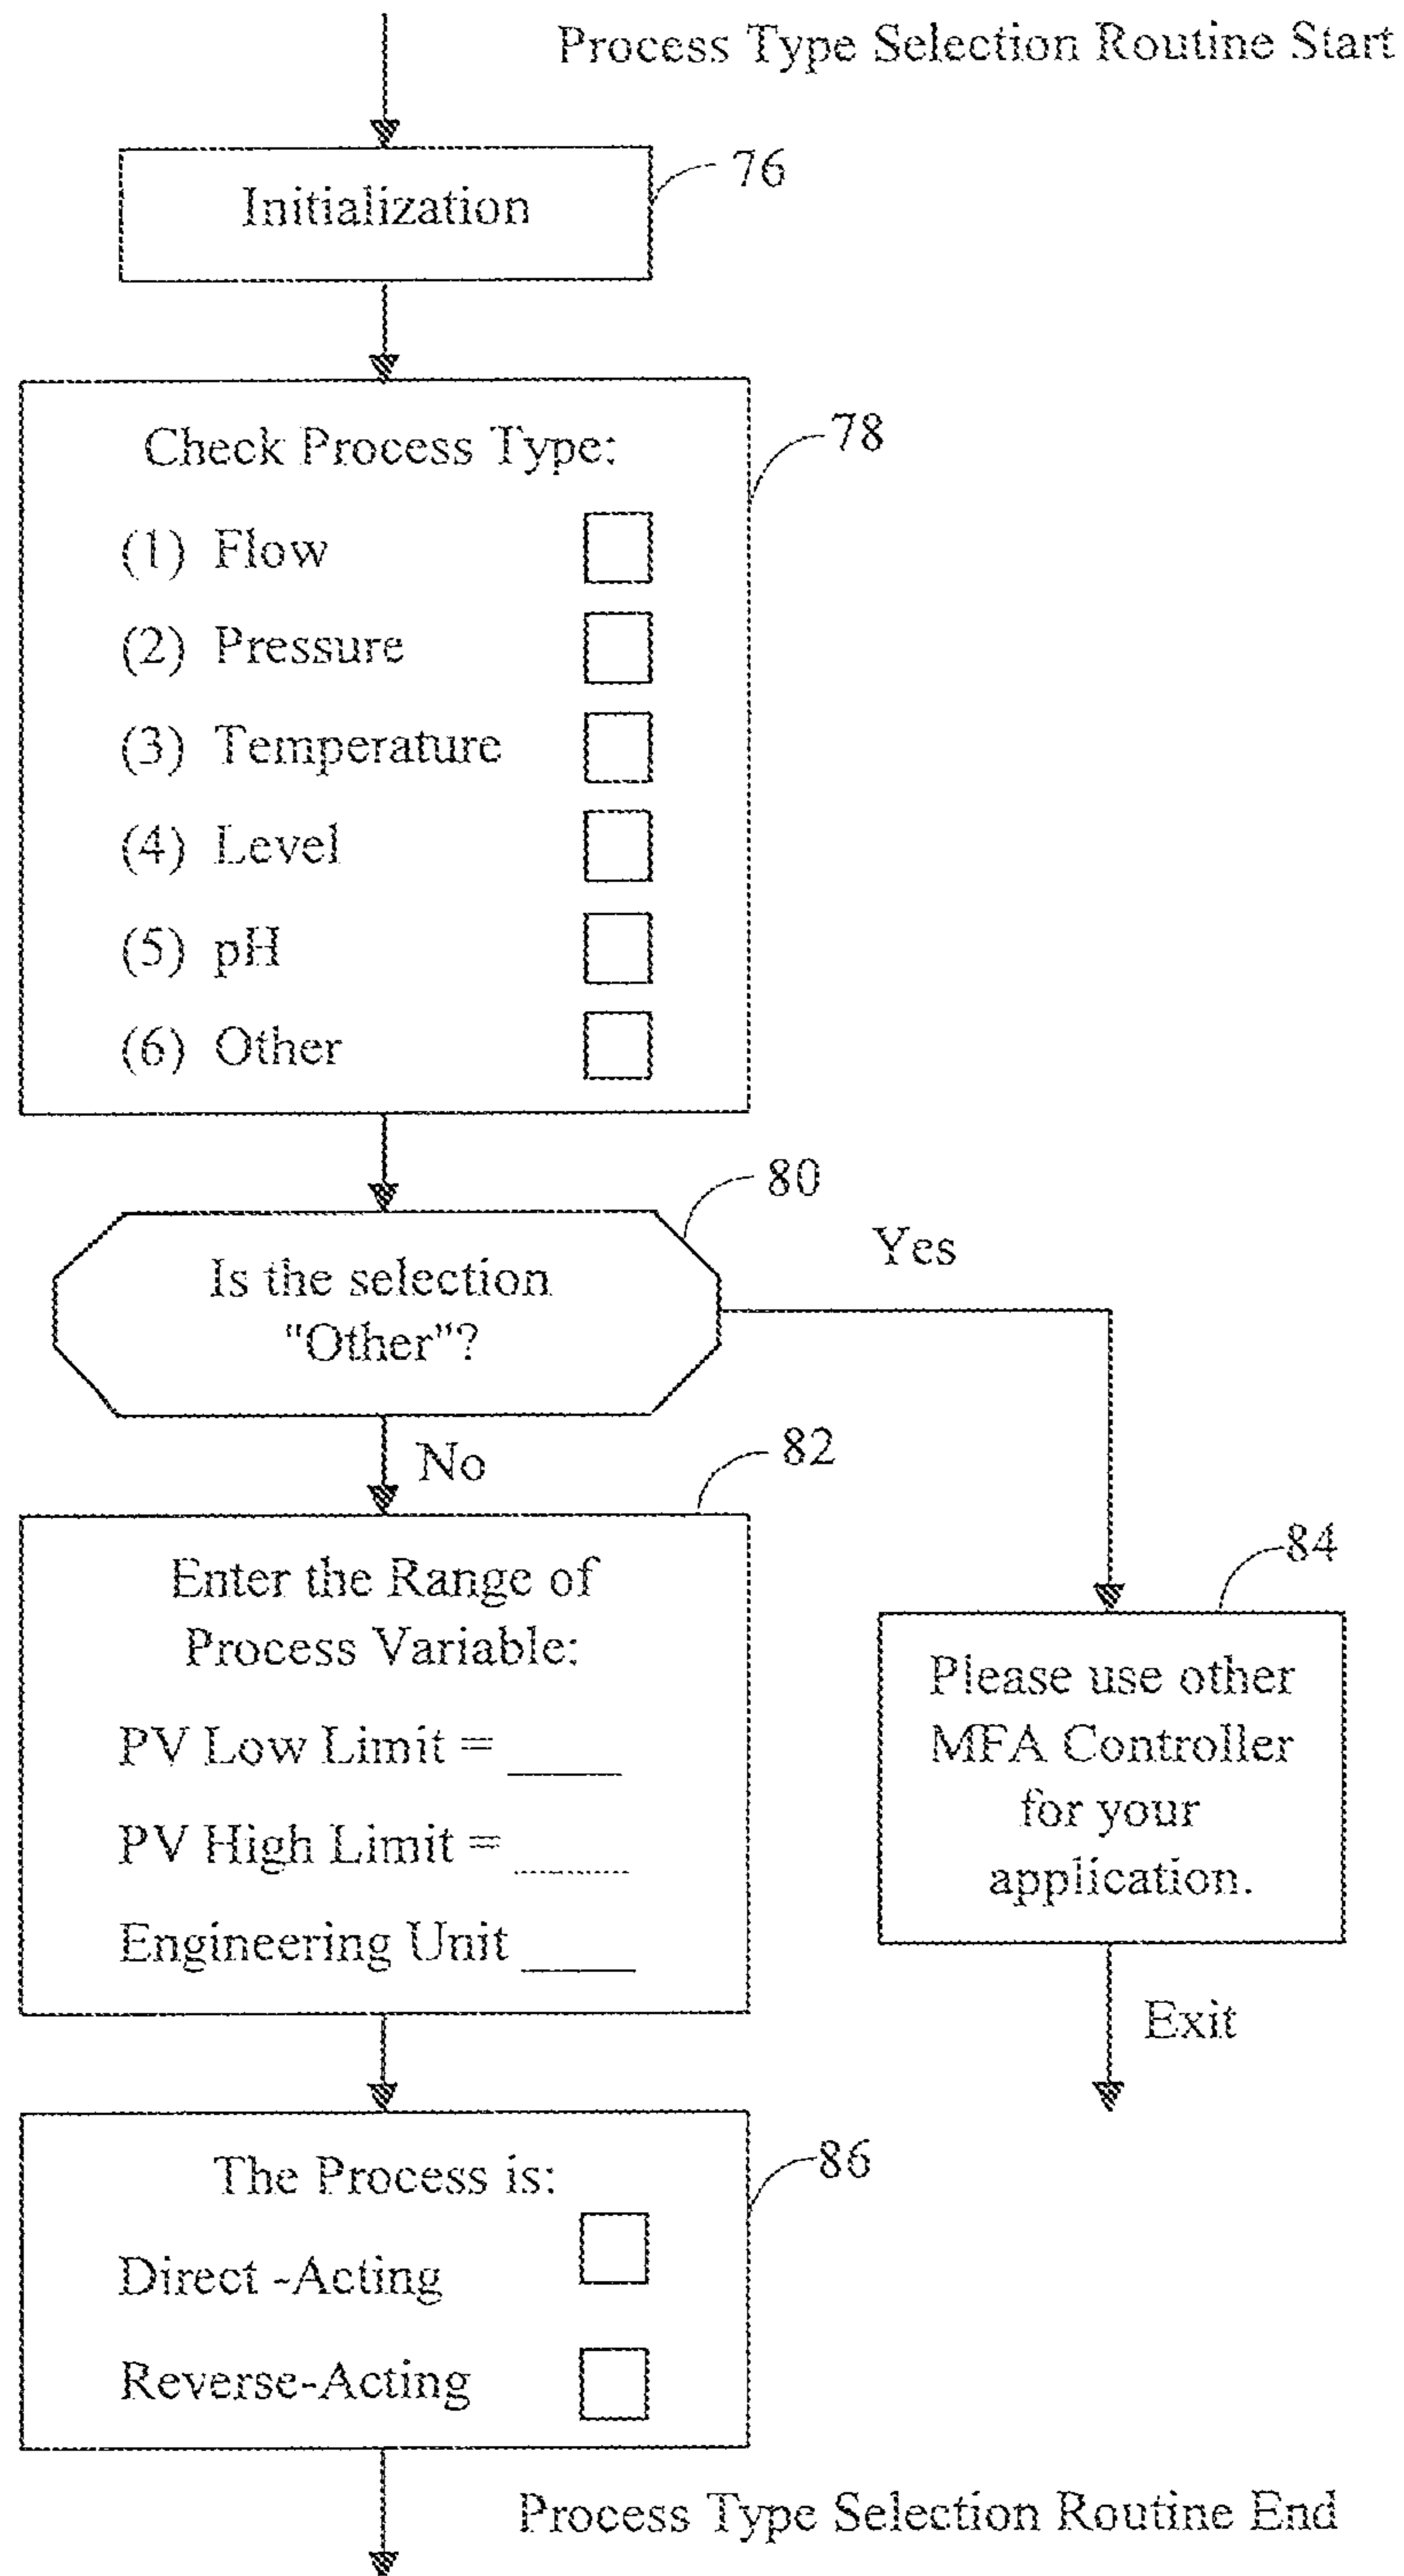 Process Type Selection Routine Start
Initialization
76
Check Process Type:
78
(1) Flow
(2) Pressure
(3) Temperature
(4) Level
(5) pH
(6) Other
80
Is the selection
"Other"?
Yes
No
82
Enter the Range of
Process Variable:
PV Low Limit = ____
PV High Limit = ____
Engineering Unit ____
84
Please use other
MFA Controller
for your
application.
Exit
The Process is:
86
Direct -Acting
Reverse-Acting
Process Type Selection Routine End